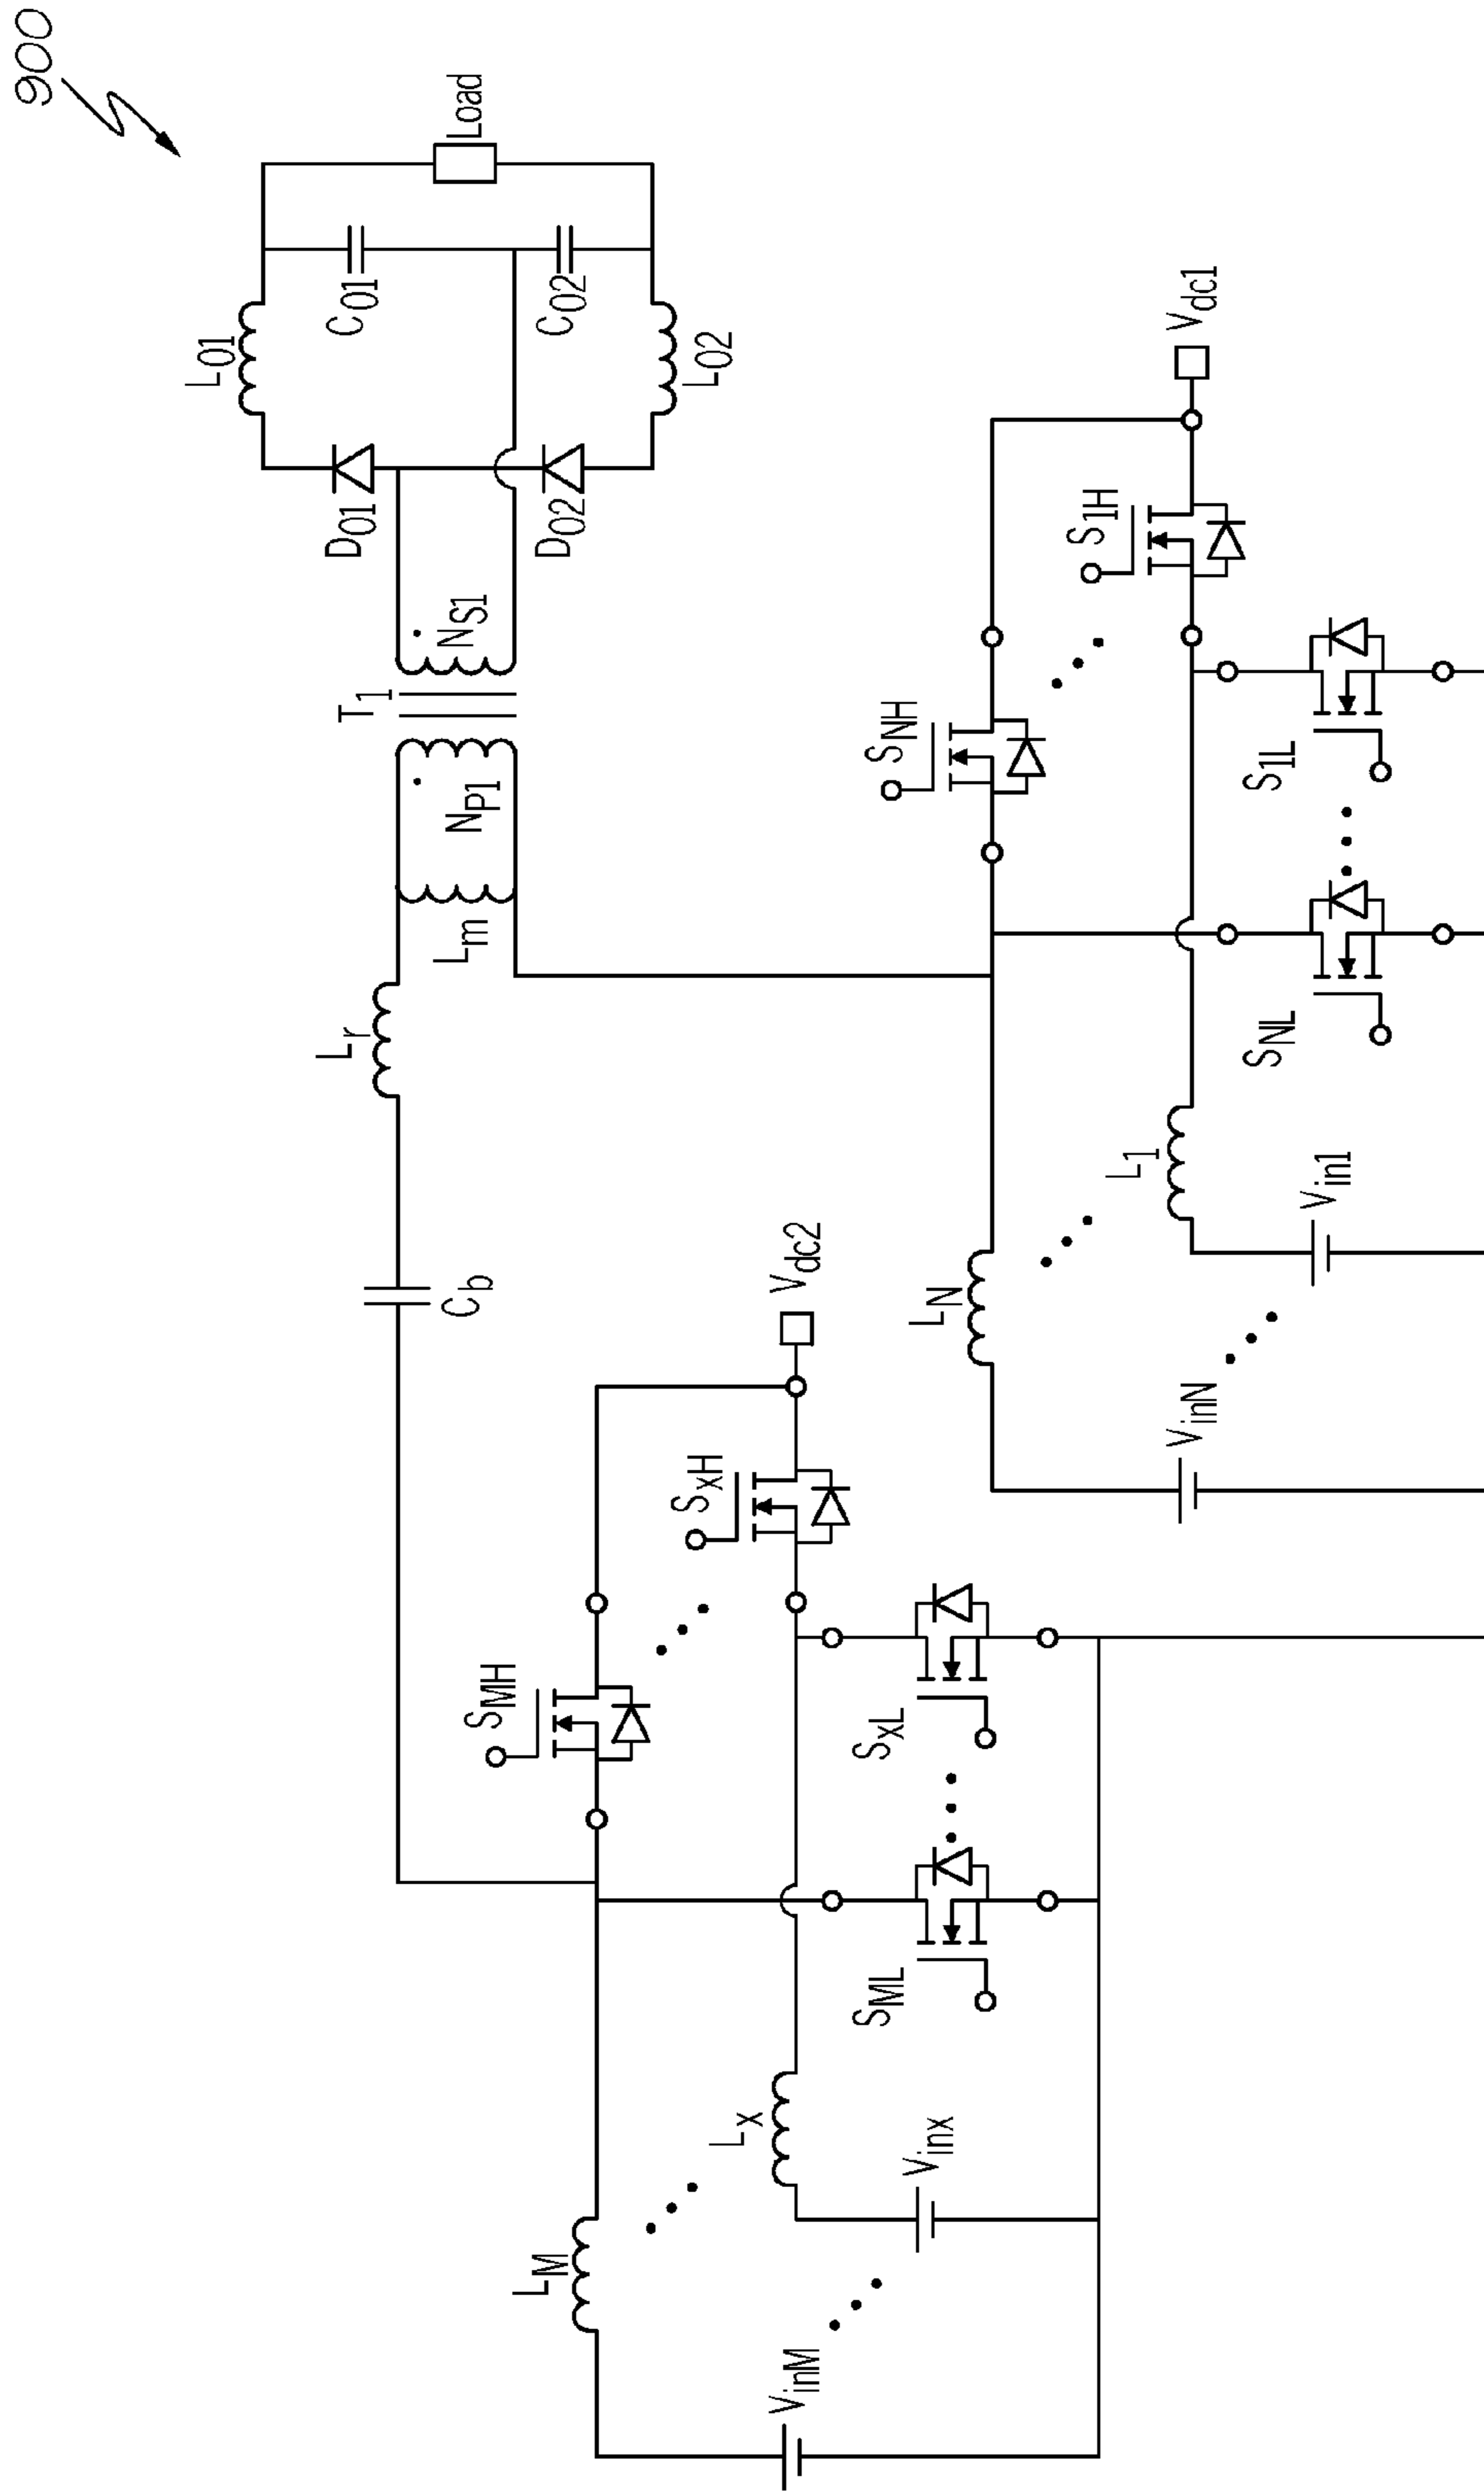 900
Load
L01
C01
C02
L02
D01
D02
T1
NS1
NP1
Lm
Lr
Cb
Vdc1
S1H
SNH
S1L
SNL
L1
LN
Vin1
VinN
Vdc2
SxH
SMH
SxL
SML
Lx
LM
Vinx
VinM